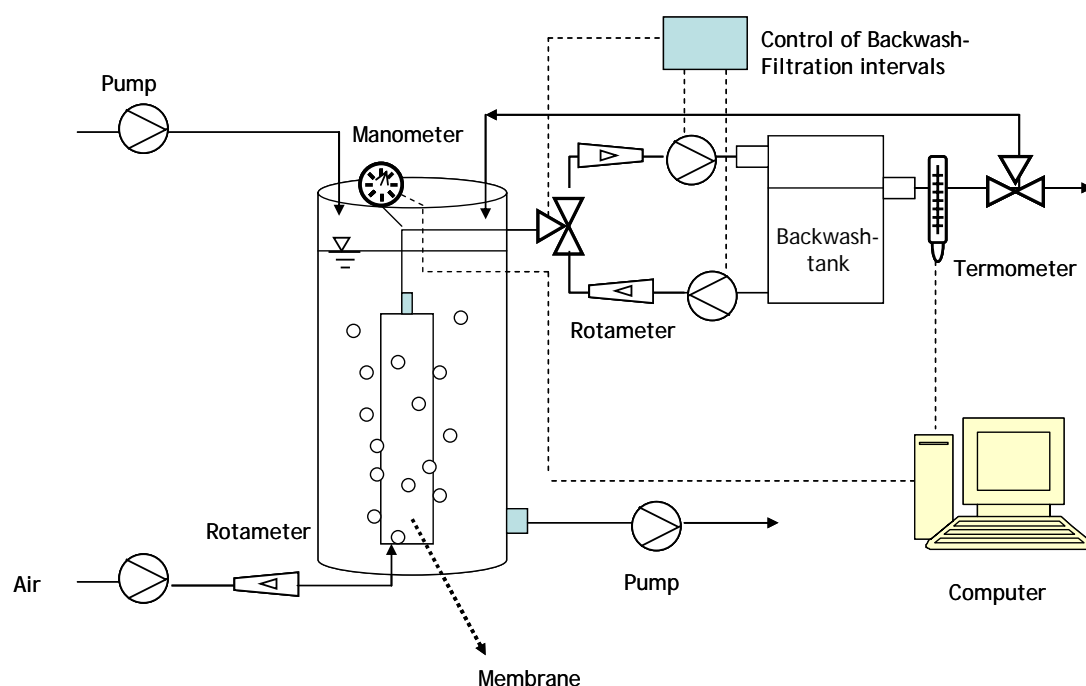 Control of Backwash-
Filtration intervals
Pump
Manometer
Backwash-
tank
Termometer
Rotameter
Rotameter
Air
Pump
Computer
Membrane